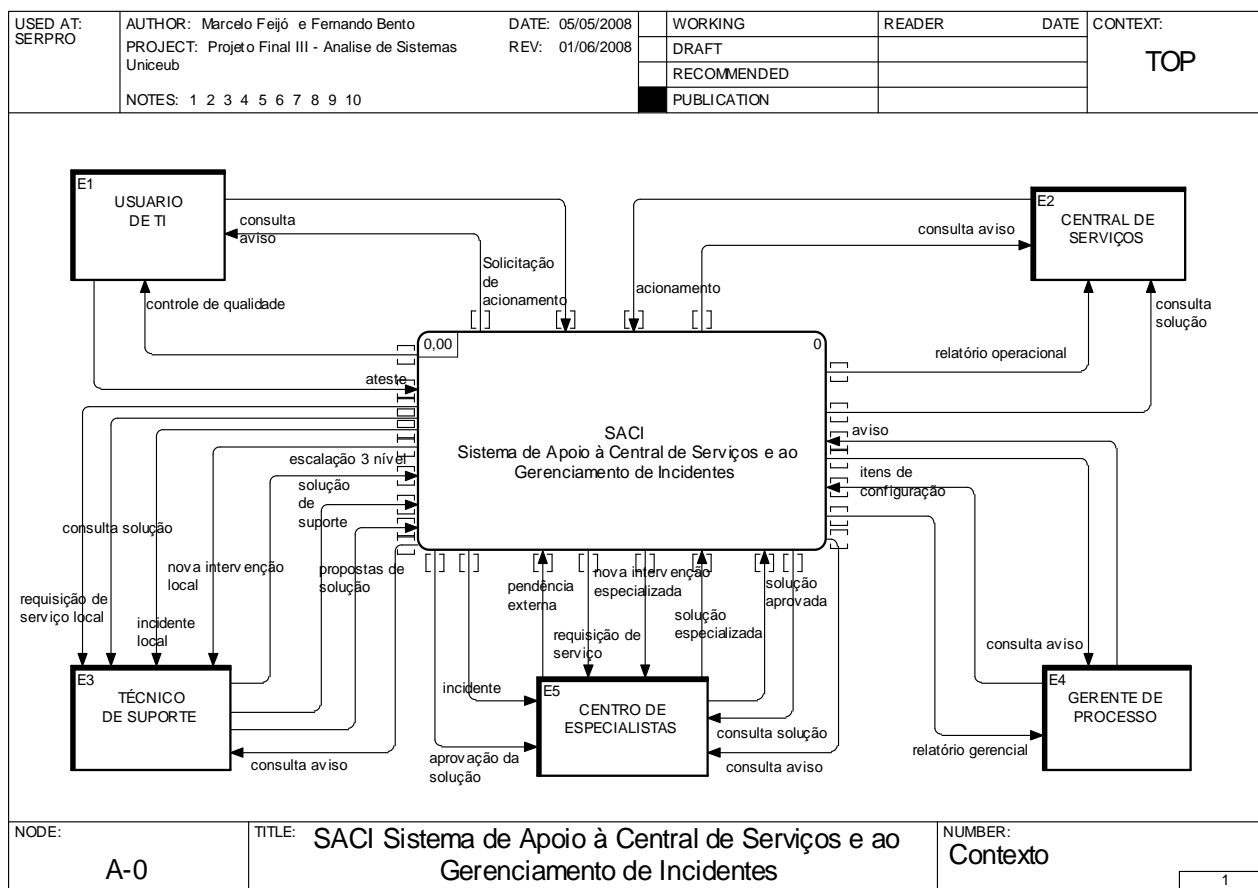 USED AT:
SERPRO
AUTHOR: Marcelo Feijó e Fernando Bento
DATE: 05/05/2008
PROJECT: Projeto Final III - Analise de Sistemas
Uniceub
REV: 01/06/2008
NOTES: 1 2 3 4 5 6 7 8 9 10
WORKING
DRAFT
RECOMMENDED
PUBLICATION
READER
DATE
CONTEXT:
TOP
E1
USUARIO
DE TI
consulta
aviso
controle de qualidade
ateste
Solicitação
de
acionamento
acionamento
consulta aviso
E2
CENTRAL DE
SERVIÇOS
consulta
solução
relatório operacional
0,00
0
SACI
Sistema de Apoio à Central de Serviços e ao
Gerenciamento de Incidentes
aviso
itens de
configuração
escalação 3 nível
solução
de
suporte
consulta solução
nova intervenção
local
propostas de
solução
requisição de
serviço local
incidente
local
pendência
externa
nova intervenção
especializada
solução
aprovada
requisição de
serviço
solução
especializada
consulta aviso
E3
TÉCNICO
DE SUPORTE
consulta aviso
incidente
aprovação da
solução
E5
CENTRO DE
ESPECIALISTAS
consulta solução
consulta aviso
E4
GERENTE DE
PROCESSO
relatório gerencial
NODE:
A-0
TITLE:
SACI Sistema de Apoio à Central de Serviços e ao
Gerenciamento de Incidentes
NUMBER:
Contexto
1